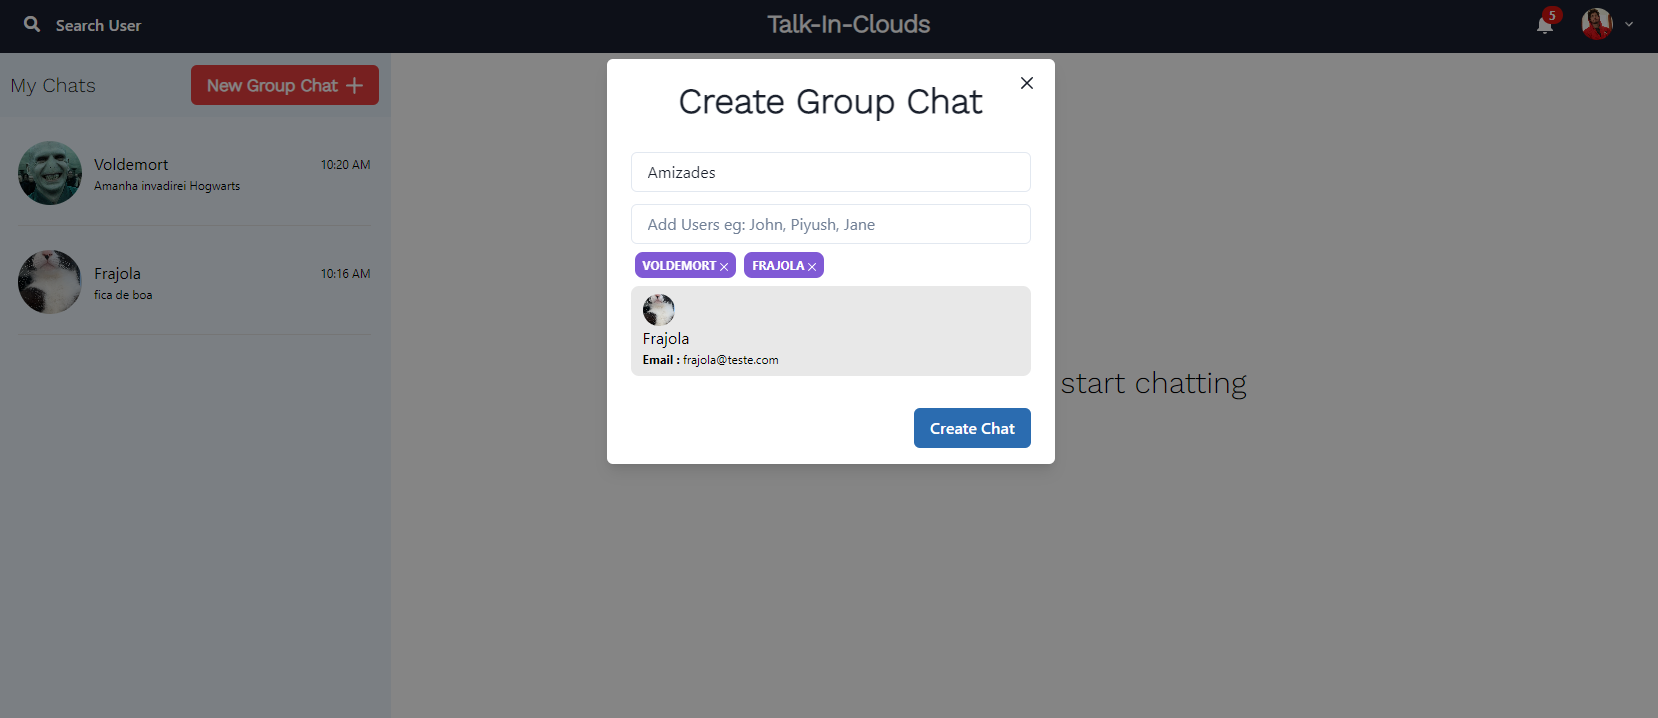 Search User
Talk-In-Clouds
5
My Chats
New Group Chat
Voldemort
10:20 AM
Amanha invadirei Hogwarts
Frajola
10:16 AM
fica de boa
Create Group Chat
Amizades
Add Users eg: John, Piyush, Jane
VOLDEMORT
FRAJOLA
Frajola
Email : frajola@teste.com
Create Chat
start chatting